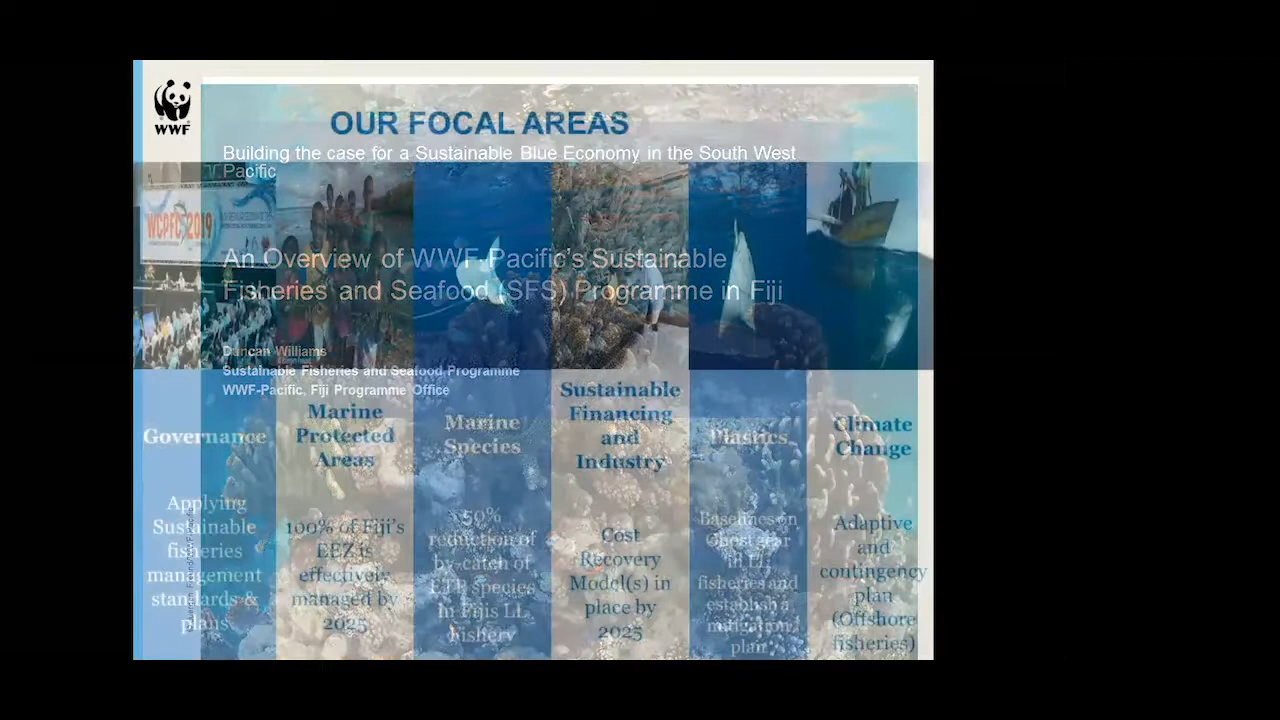 WWF
OUR FOCAL AREAS
Building the case for a Sustainable Blue Economy in the South West
Pacific
WCPFC 2019
An Overview of WWF-Pacific's Sustainable
Fisheries and Seafood (SFS) Programme in Fiji
Duncan Williams
Sustainable Fisheries and Seafood Programme
WWF-Pacific, Fiji Programme Office
Governance
Applying
Sustainable
fisheries
management
standards &
plans
Marine
Protected
Areas
100% of Fiji's
EEZ is
effectively
managed by
2025
Marine
Species
50%
reduction of
by-catch of
ETP species
in Fijis LL
fishery
Sustainable
Financing
and
Industry
Cost
Recovery
Model(s) in
place by
2025
Plastics
Baselines on
Ghost gear
in LL
fisheries and
establish a
mitigation
plan
Climate
Change
Adaptive
and
contingency
plan
(Offshore
fisheries)